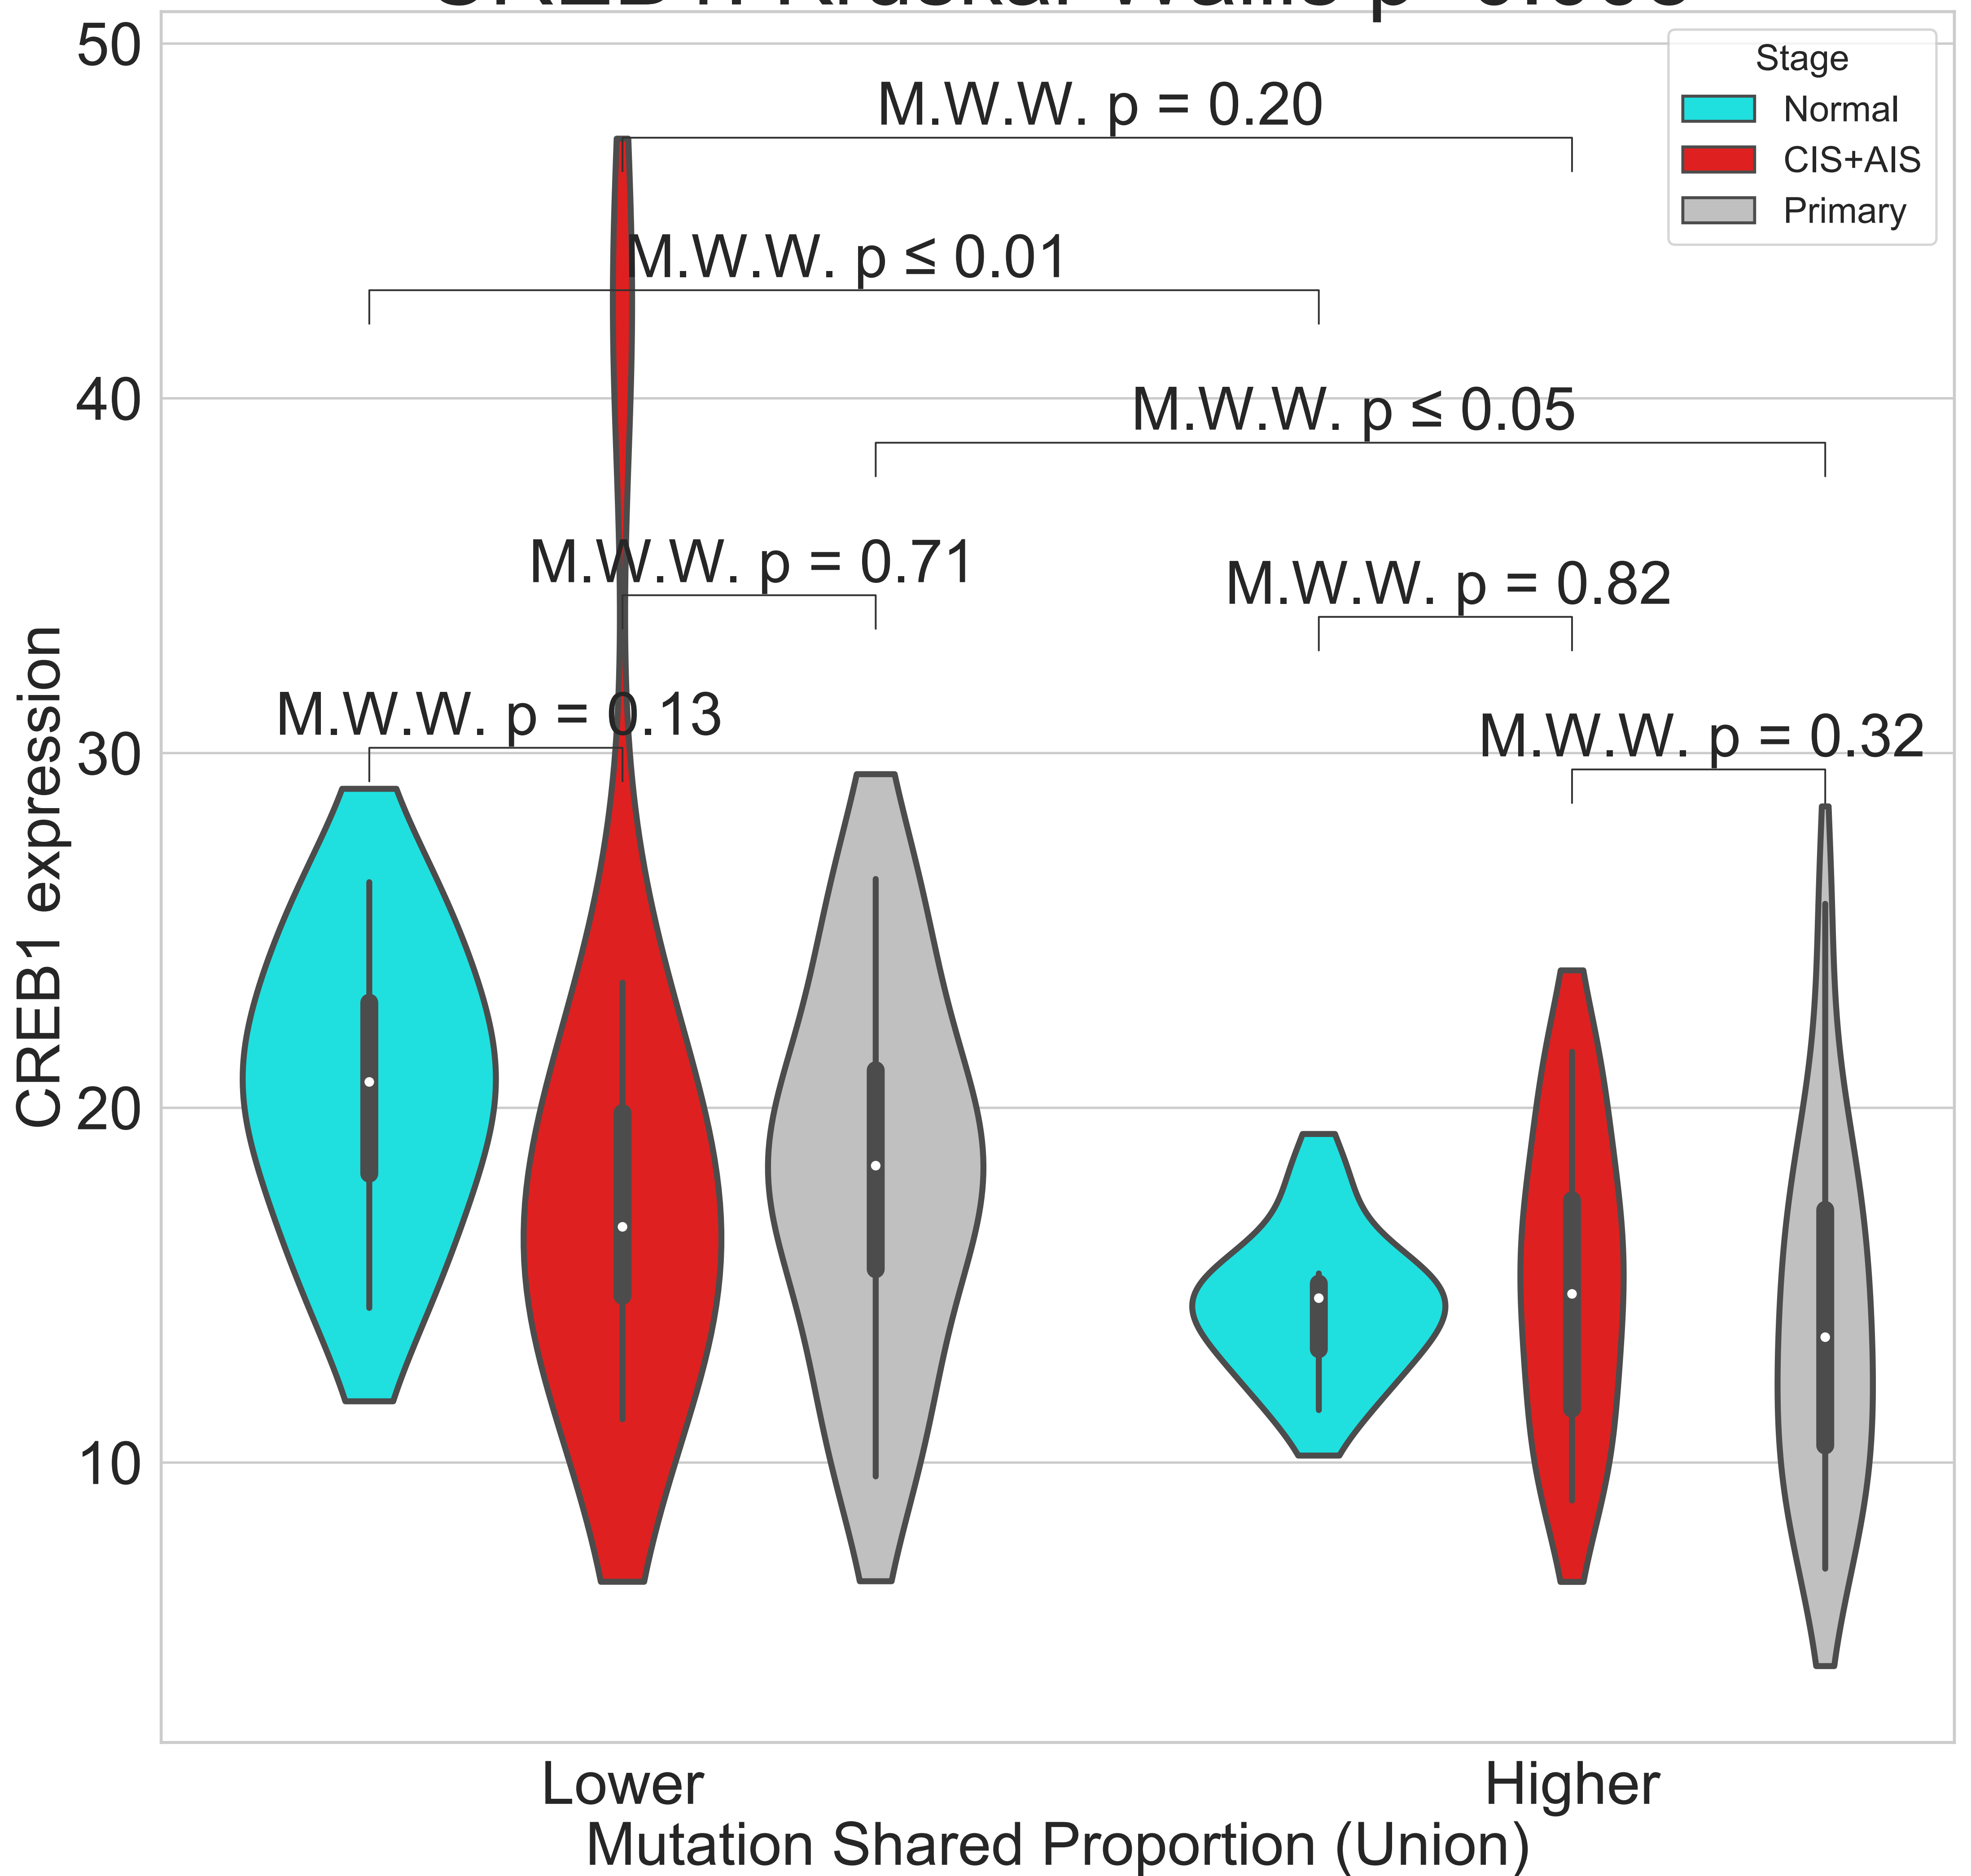 50
Stage
Normal
CIS+AIS
Primary
M.W.W. p = 0.20
M.W.W. p ≤ 0.01
40
M.W.W. p ≤ 0.05
M.W.W. p = 0.71
M.W.W. p = 0.82
M.W.W. p = 0.13
M.W.W. p = 0.32
30
CREB1 expression
20
10
Lower
Higher
Mutation Shared Proportion (Union)